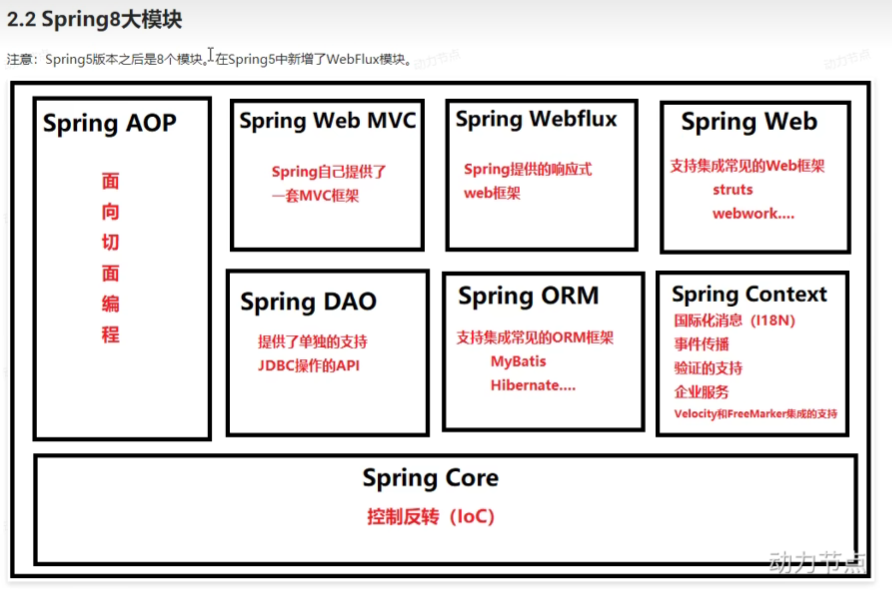 2.2 Spring8大模块
注意：Spring5版本之后是8个模块。在Spring5中新增了WebFlux模块。
动力节点
动力节点
Spring AOP
面
向
切
面
编
程
Spring Web MVC
Spring自己提供了
一套MVC框架
Spring Webflux
Spring提供的响应式
web框架
Spring Web
支持集成常见的Web框架
struts
webwork....
Spring DAO
提供了单独的支持
JDBC操作的API
Spring ORM
支持集成常见的ORM框架
MyBatis
Hibernate....
Spring Context
国际化消息（I18N）
事件传播
验证的支持
企业服务
Velocity和FreeMarker集成的支持
Spring Core
控制反转（IoC）
动力节点